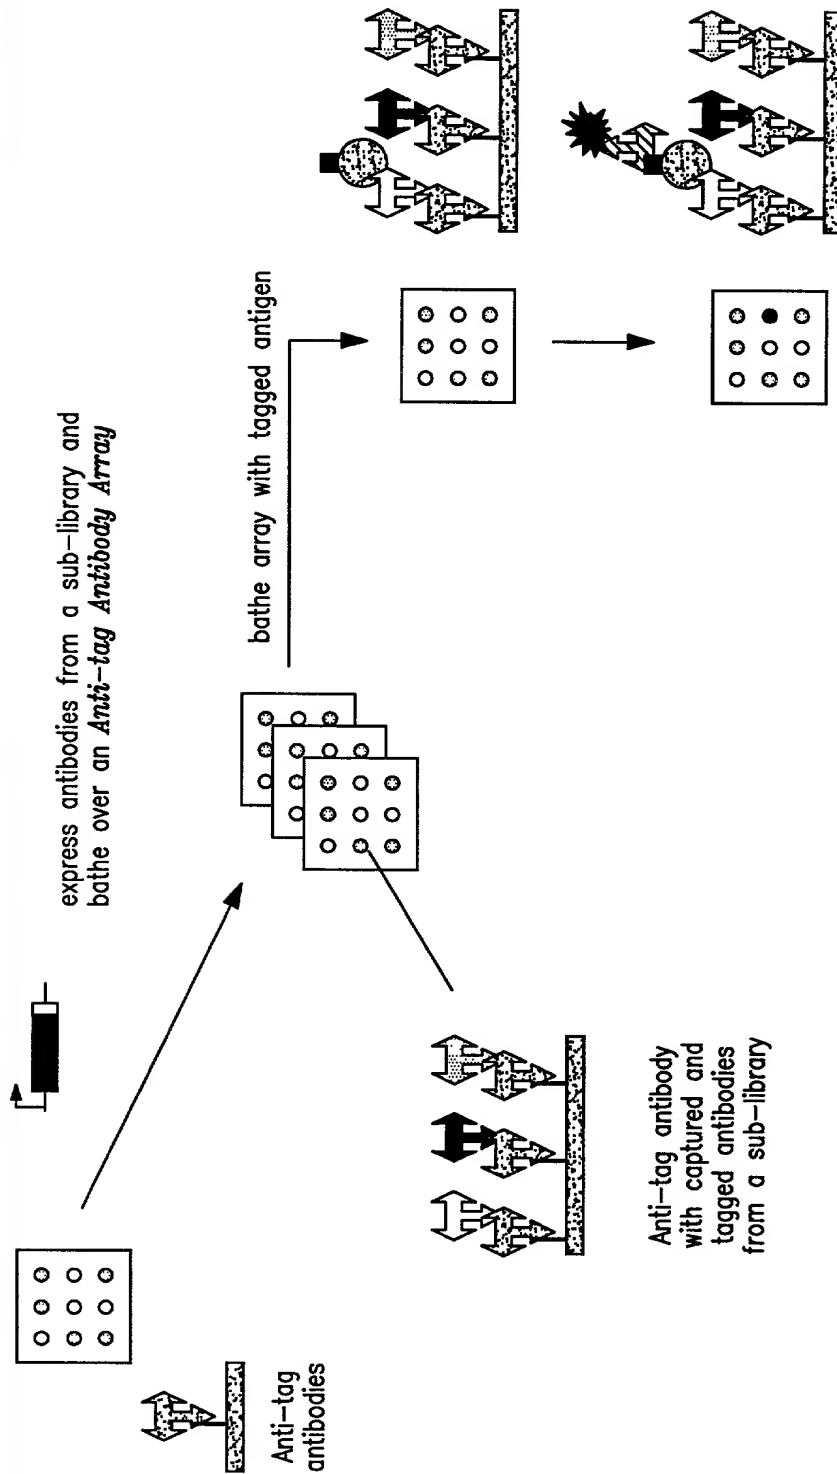 express antibodies from a sub-library and
bathe over an Anti-tag Antibody Array
bathe array with tagged antigen
Anti-tag
antibodies
Anti-tag antibody
with captured and
tagged antibodies
from a sub-library